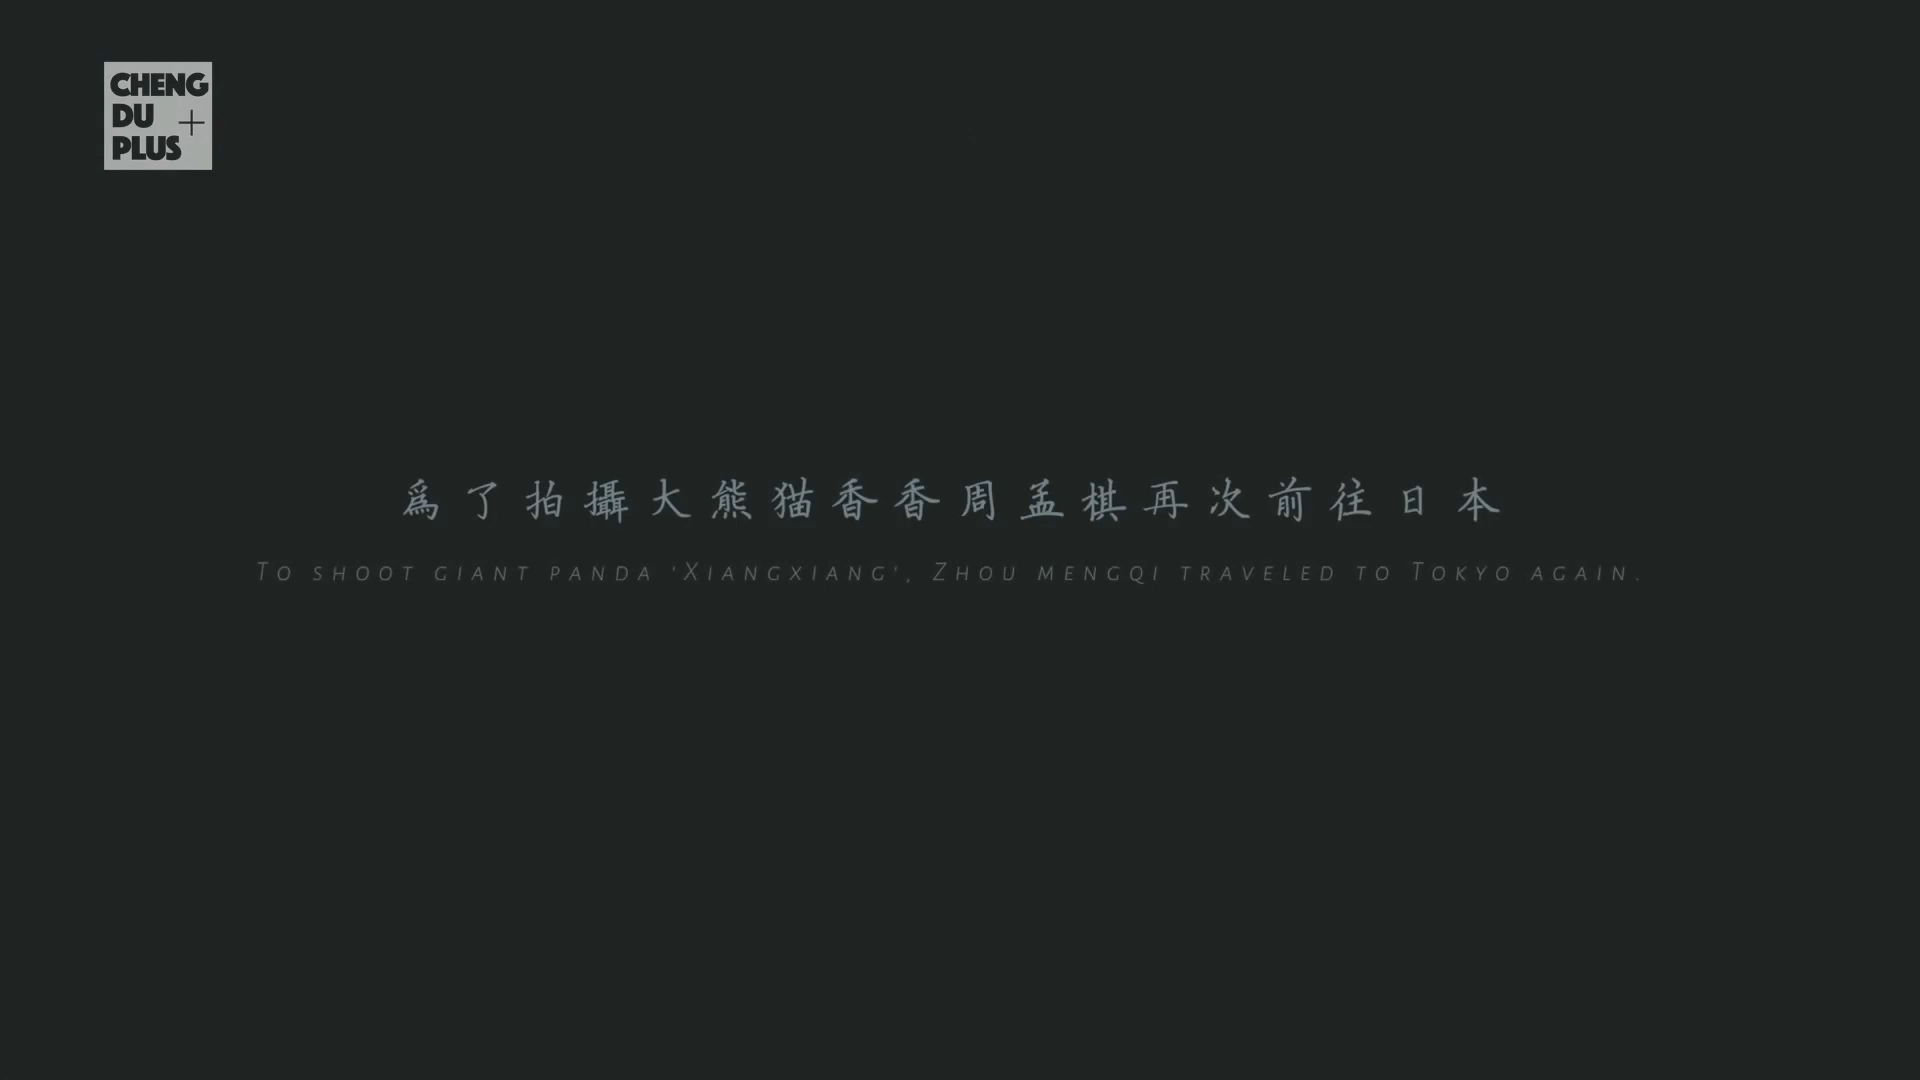 CHENG
DU +
PLUS
爲了拍攝大熊猫香香周孟棋再次前往日本
To shoot giant panda 'Xiangxiang', Zhou mengqi traveled to Tokyo again.